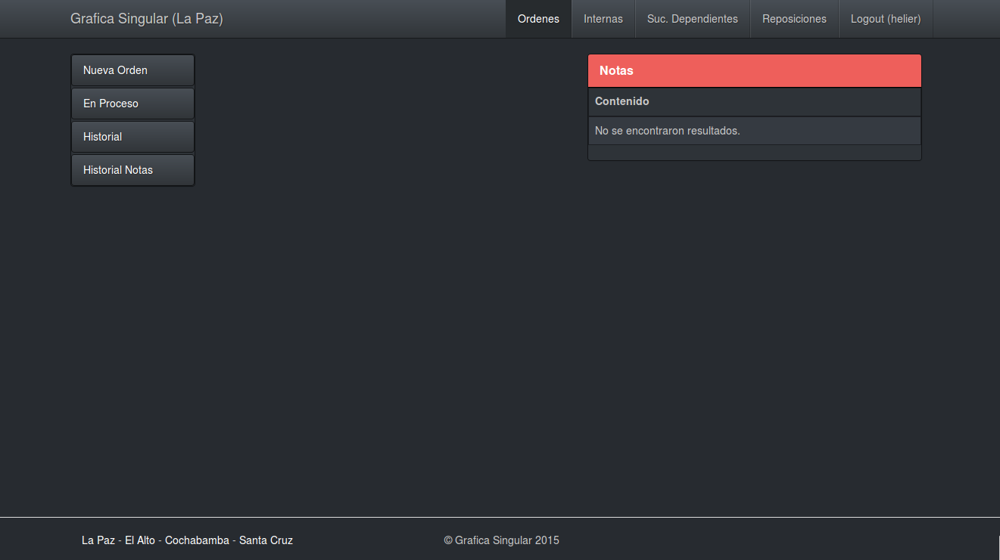 Grafica Singular (La Paz)
Ordenes Internas Suc. Dependientes Reposiciones Logout (helier)
Nueva Orden
En Proceso
Historial
Historial Notas
Notas
Contenido
No se encontraron resultados.
La Paz - El Alto - Cochabamba - Santa Cruz
© Grafica Singular 2015